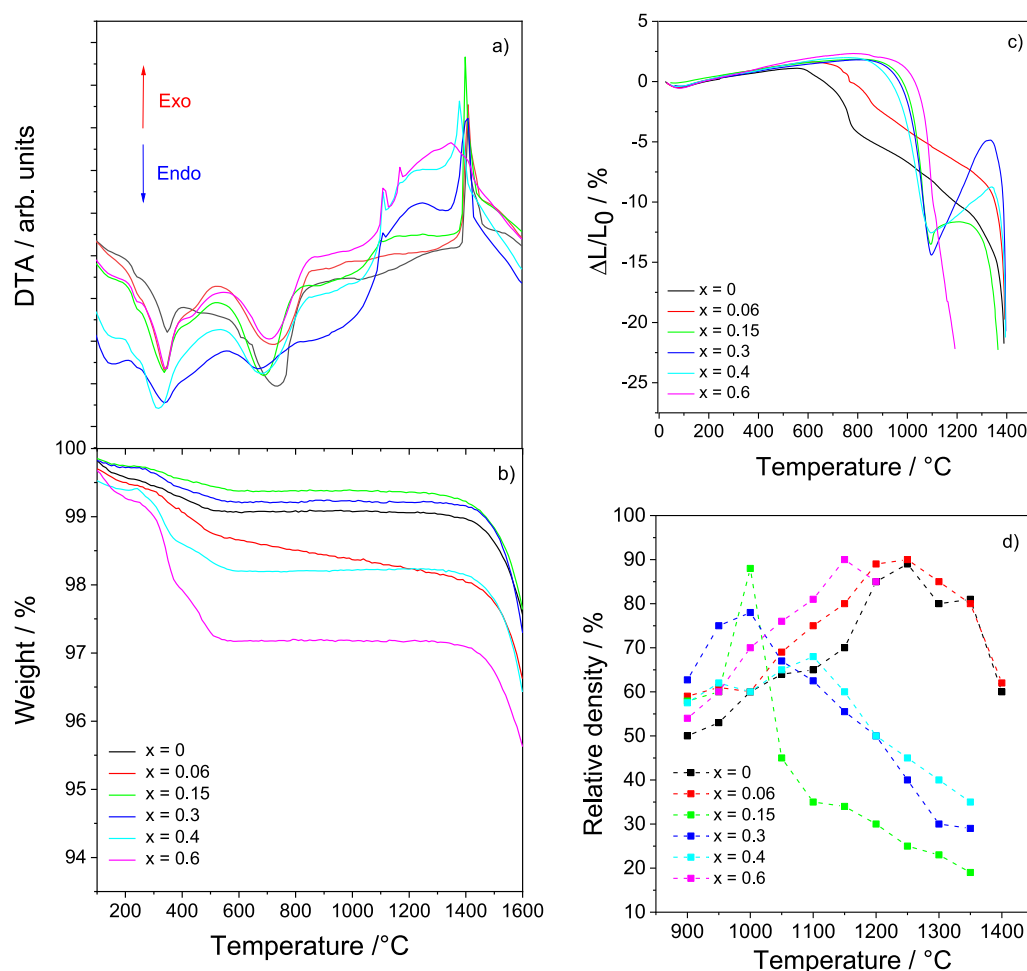 a)
Exo
Endo
DTA / arb. units
100
99
98
97
96
95
94
b)
Weight / %
x = 0
x = 0.06
x = 0.15
x = 0.3
x = 0.4
x = 0.6
200 400 600 800 1000 1200 1400 1600
Temperature /°C
c)
5
0
-5
-10
-15
-20
-25
ΔL/L0 / %
x = 0
x = 0.06
x = 0.15
x = 0.3
x = 0.4
x = 0.6
0 200 400 600 800 1000 1200 1400
Temperature / °C
d)
100
90
80
70
60
50
40
30
20
10
Relative density / %
x = 0
x = 0.06
x = 0.15
x = 0.3
x = 0.4
x = 0.6
900 1000 1100 1200 1300 1400
Temperature / °C